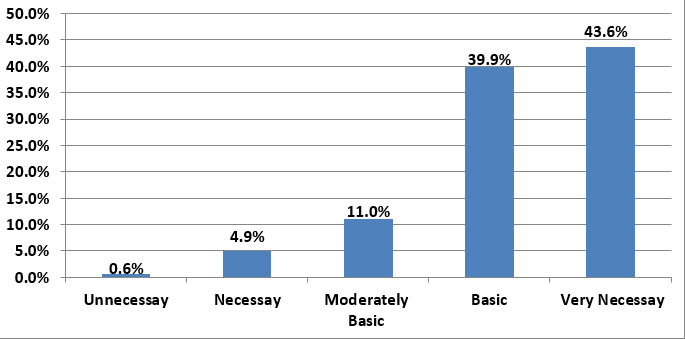 50.0%
45.0%
40.0%
35.0%
30.0%
25.0%
20.0%
15.0%
10.0%
5.0%
0.0%
0.6%
4.9%
11.0%
39.9%
43.6%
Unnecessay
Necessay
Moderately
Basic
Basic
Very Necessay